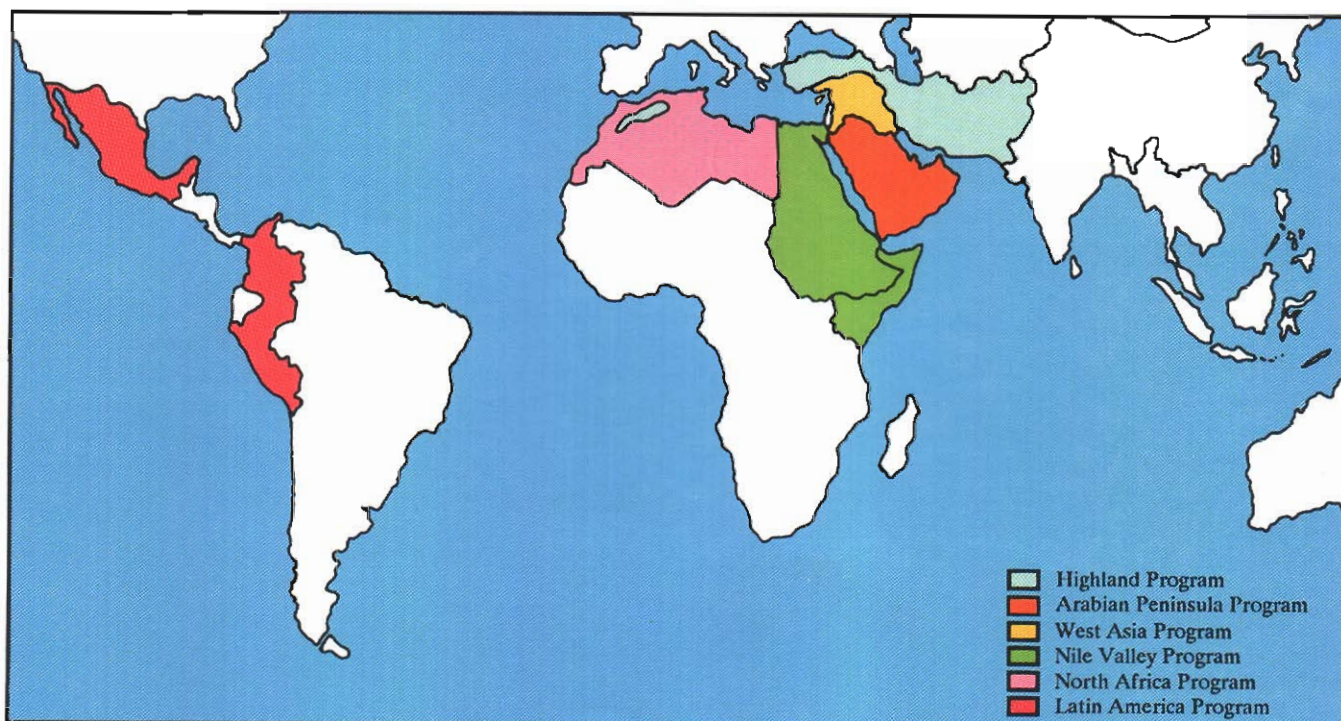 Highland Program
Arabian Peninsula Program
West Asia Program
Nile Valley Program
North Africa Program
Latin America Program